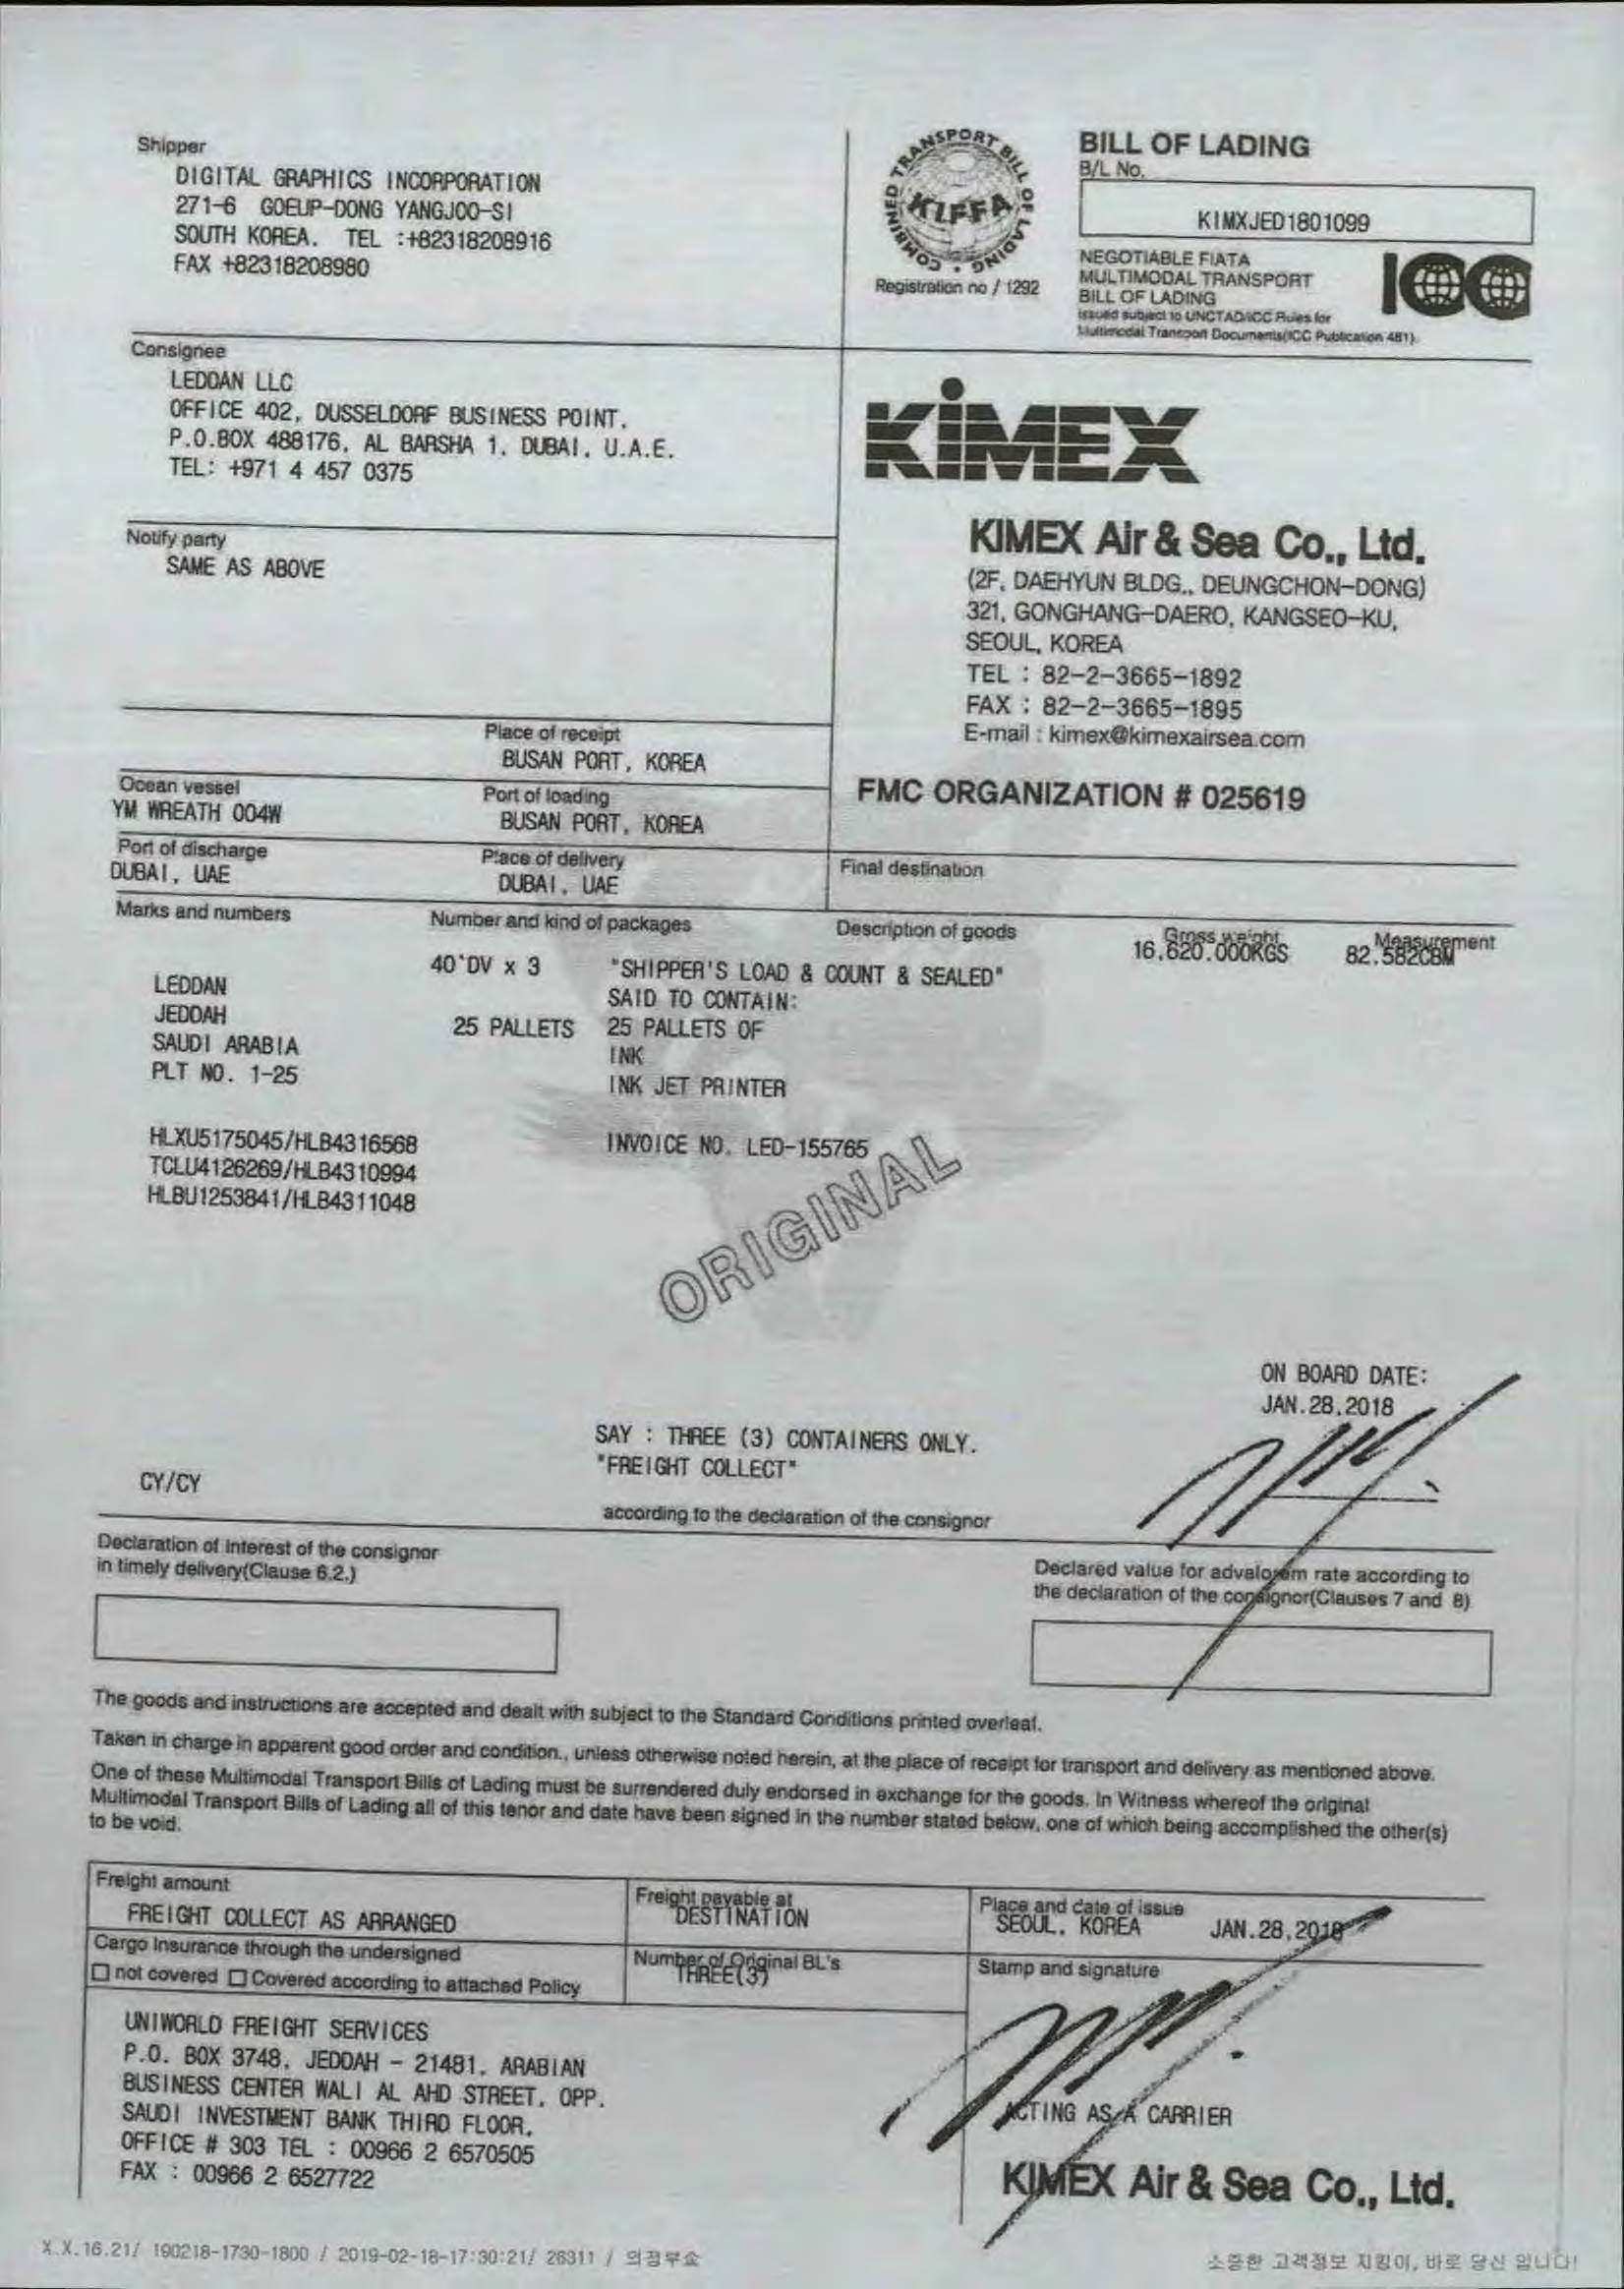 Shipper
DIGITAL GRAPHICS INCORPORATION
271-6 GOEUP-DONG YANGJOO-SI
SOUTH KOREA. TEL :+82318208916
FAX +82318208980
COMBINED TRANSPORT BILL OF LADING
KIFFA
Registration no / 1292
BILL OF LADING
B/L No.
KIMXJED1801099
NEGOTIABLE FIATA
MULTIMODAL TRANSPORT
BILL OF LADING
issued subject to UNCTAD/ICC Rules for
Multimodal Transport Documents(ICC Publication 481).
ICC
Consignee
LEDDAN LLC
OFFICE 402, DUSSELDORF BUSINESS POINT,
P.O.BOX 488176, AL BARSHA 1, DUBAI, U.A.E.
TEL: +971 4 457 0375
KIMEX
KIMEX Air & Sea Co., Ltd.
(2F, DAEHYUN BLDG., DEUNGCHON-DONG)
321, GONGHANG-DAERO, KANGSEO-KU,
SEOUL, KOREA
TEL : 82-2-3665-1892
FAX : 82-2-3665-1895
E-mail : kimex@kimexairsea.com
FMC ORGANIZATION # 025619
Notify party
SAME AS ABOVE
Place of receipt
BUSAN PORT, KOREA
Ocean vessel
YM WREATH 004W
Port of loading
BUSAN PORT, KOREA
Port of discharge
DUBAI, UAE
Place of delivery
DUBAI, UAE
Final destination
Marks and numbers Number and kind of packages Description of goods Gross weight Measurement
40'DV x 3 "SHIPPER'S LOAD & COUNT & SEALED" 16,620.000KGS 82.582CBM
LEDDAN SAID TO CONTAIN:
JEDDAH 25 PALLETS 25 PALLETS OF
SAUDI ARABIA INK
PLT NO. 1-25 INK JET PRINTER
HLXU5175045/HLB4316568 INVOICE NO. LED-155765
TCLU4126269/HLB4310994
HLBU1253841/HLB4311048
ORIGINAL
ON BOARD DATE:
JAN.28,2018
SAY : THREE (3) CONTAINERS ONLY.
"FREIGHT COLLECT"
CY/CY
according to the declaration of the consignor
Declaration of Interest of the consignor
in timely delivery(Clause 6.2.)
Declared value for advalorem rate according to
the declaration of the consignor(Clauses 7 and 8)
The goods and instructions are accepted and dealt with subject to the Standard Conditions printed overleaf.
Taken in charge in apparent good order and condition., unless otherwise noted herein, at the place of receipt for transport and delivery as mentioned above.
One of these Multimodal Transport Bills of Lading must be surrendered duly endorsed in exchange for the goods. In Witness whereof the original
Multimodal Transport Bills of Lading all of this tenor and date have been signed in the number stated below, one of which being accomplished the other(s)
to be void.
Freight amount
FREIGHT COLLECT AS ARRANGED
Freight payable at
DESTINATION
Place and date of issue
SEOUL, KOREA JAN.28,2018
Cargo Insurance through the undersigned
☐ not covered ☐ Covered according to attached Policy
Number of Original BL's
THREE(3)
Stamp and signature
UNIWORLD FREIGHT SERVICES
P.O. BOX 3748, JEDDAH - 21481, ARABIAN
BUSINESS CENTER WALI AL AHD STREET, OPP.
SAUDI INVESTMENT BANK THIRD FLOOR,
OFFICE # 303 TEL : 00966 2 6570505
FAX : 00966 2 6527722
ACTING AS A CARRIER
KIMEX Air & Sea Co., Ltd.
X.X.16.21/ 190218-1730-1800 / 2019-02-18-17:30:21/ 26311 / 의정부쇼
소중한 고객정보 지킴이, 바로 당신 입니다!